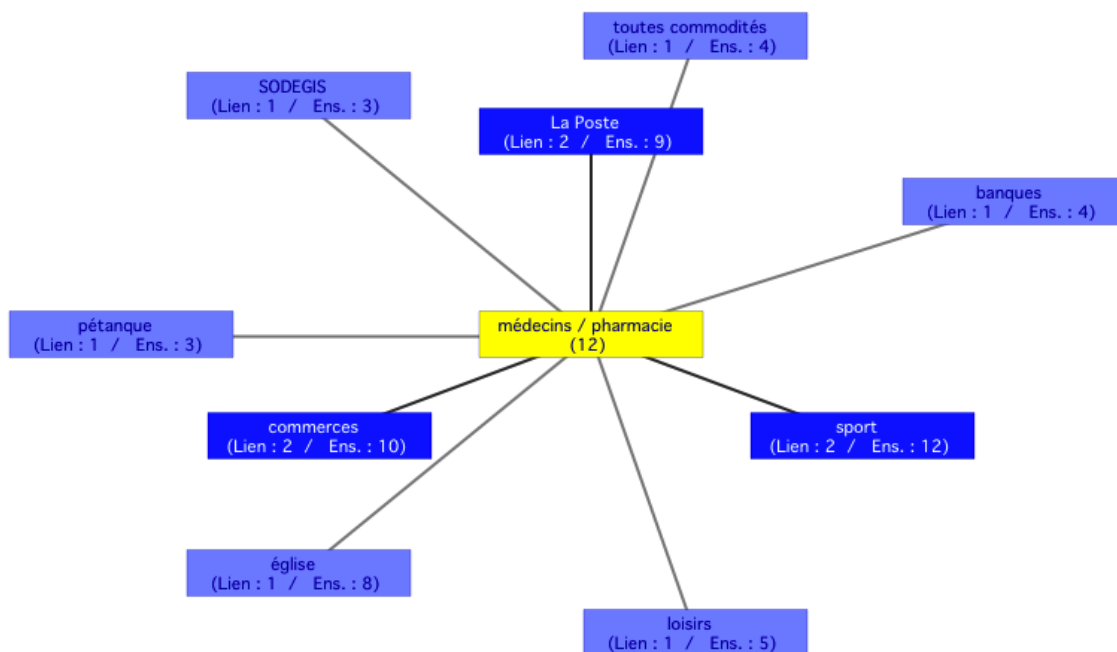 toutes commodités
(Lien : 1 / Ens. : 4)
SODEGIS
(Lien : 1 / Ens. : 3)
La Poste
(Lien : 2 / Ens. : 9)
banques
(Lien : 1 / Ens. : 4)
médecins / pharmacie
(12)
pétanque
(Lien : 1 / Ens. : 3)
commerces
(Lien : 2 / Ens. : 10)
sport
(Lien : 2 / Ens. : 12)
église
(Lien : 1 / Ens. : 8)
loisirs
(Lien : 1 / Ens. : 5)